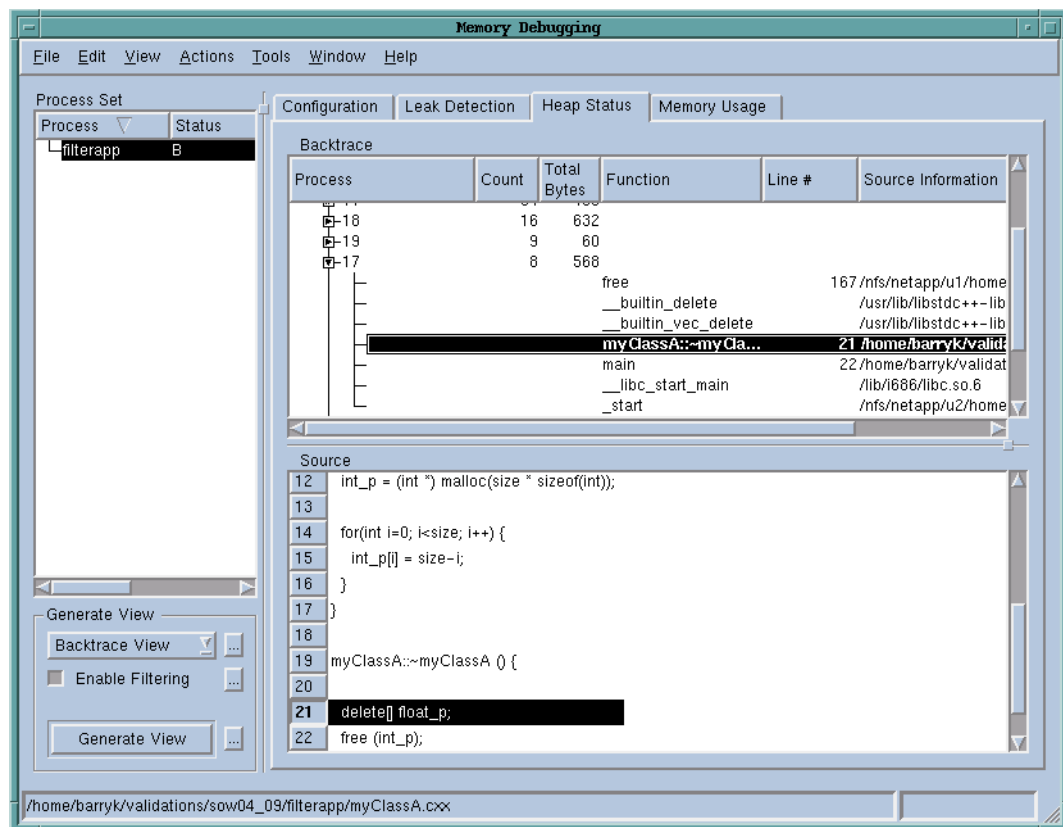 Memory Debugging
File Edit View Actions Tools Window Help
Process Set
Process Status
filterapp B
Generate View
Backtrace View ...
Enable Filtering ...
Generate View ...
Configuration Leak Detection Heap Status Memory Usage
Backtrace
Process Count Total Bytes Function Line # Source Information
18 16 632
19 9 60
17 8 568
free 167 /nfs/netapp/u1/home
__builtin_delete /usr/lib/libstdc++-lib
__builtin_vec_delete /usr/lib/libstdc++-lib
myClassA::~myCla... 21 /home/barryk/valida
main 22 /home/barryk/validat
__libc_start_main /lib/i686/libc.so.6
_start /nfs/netapp/u2/home
Source
12 int_p = (int *) malloc(size * sizeof(int));
13
14 for(int i=0; i<size; i++) {
15 int_p[i] = size-i;
16 }
17 }
18
19 myClassA::~myClassA () {
20
21 delete[] float_p;
22 free (int_p);
/home/barryk/validations/sow04_09/filterapp/myClassA.cxx